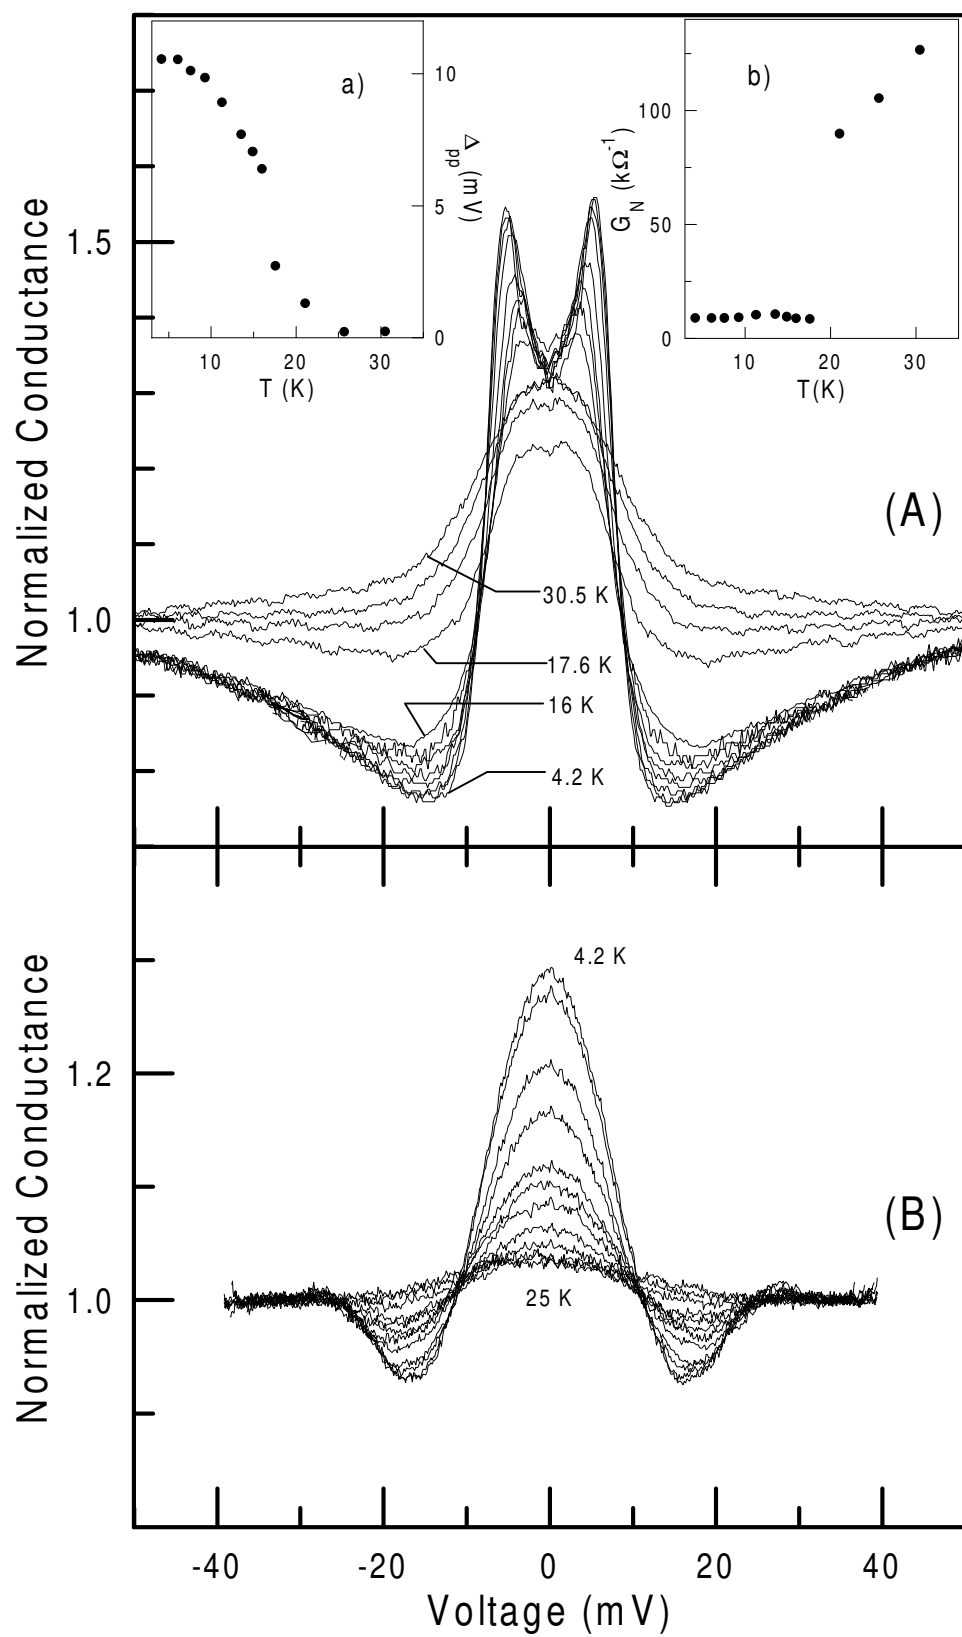 a)
10
5
0
Δpp (mV)
10 20 30
T (K)
b)
100
50
0
G_N (kΩ^-1)
10 20 30
T(K)
Normalized Conductance
1.5
1.0
(A)
30.5 K
17.6 K
16 K
4.2 K
Normalized Conductance
1.2
1.0
4.2 K
(B)
25 K
-40 -20 0 20 40
Voltage (mV)